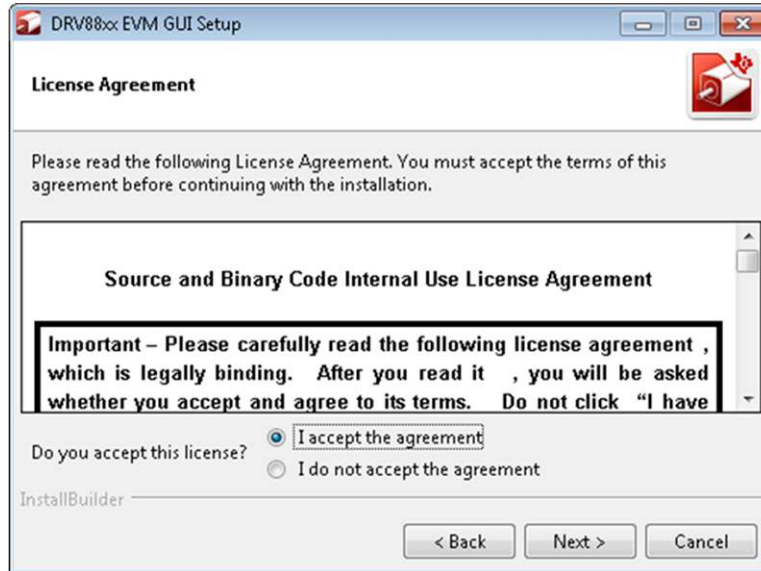 DRV88xx EVM GUI Setup
License Agreement
Please read the following License Agreement. You must accept the terms of this
agreement before continuing with the installation.
Source and Binary Code Internal Use License Agreement
Important – Please carefully read the following license agreement ,
which is legally binding. After you read it , you will be asked
whether you accept and agree to its terms. Do not click “I have
Do you accept this license?
I accept the agreement
I do not accept the agreement
InstallBuilder
< Back
Next >
Cancel